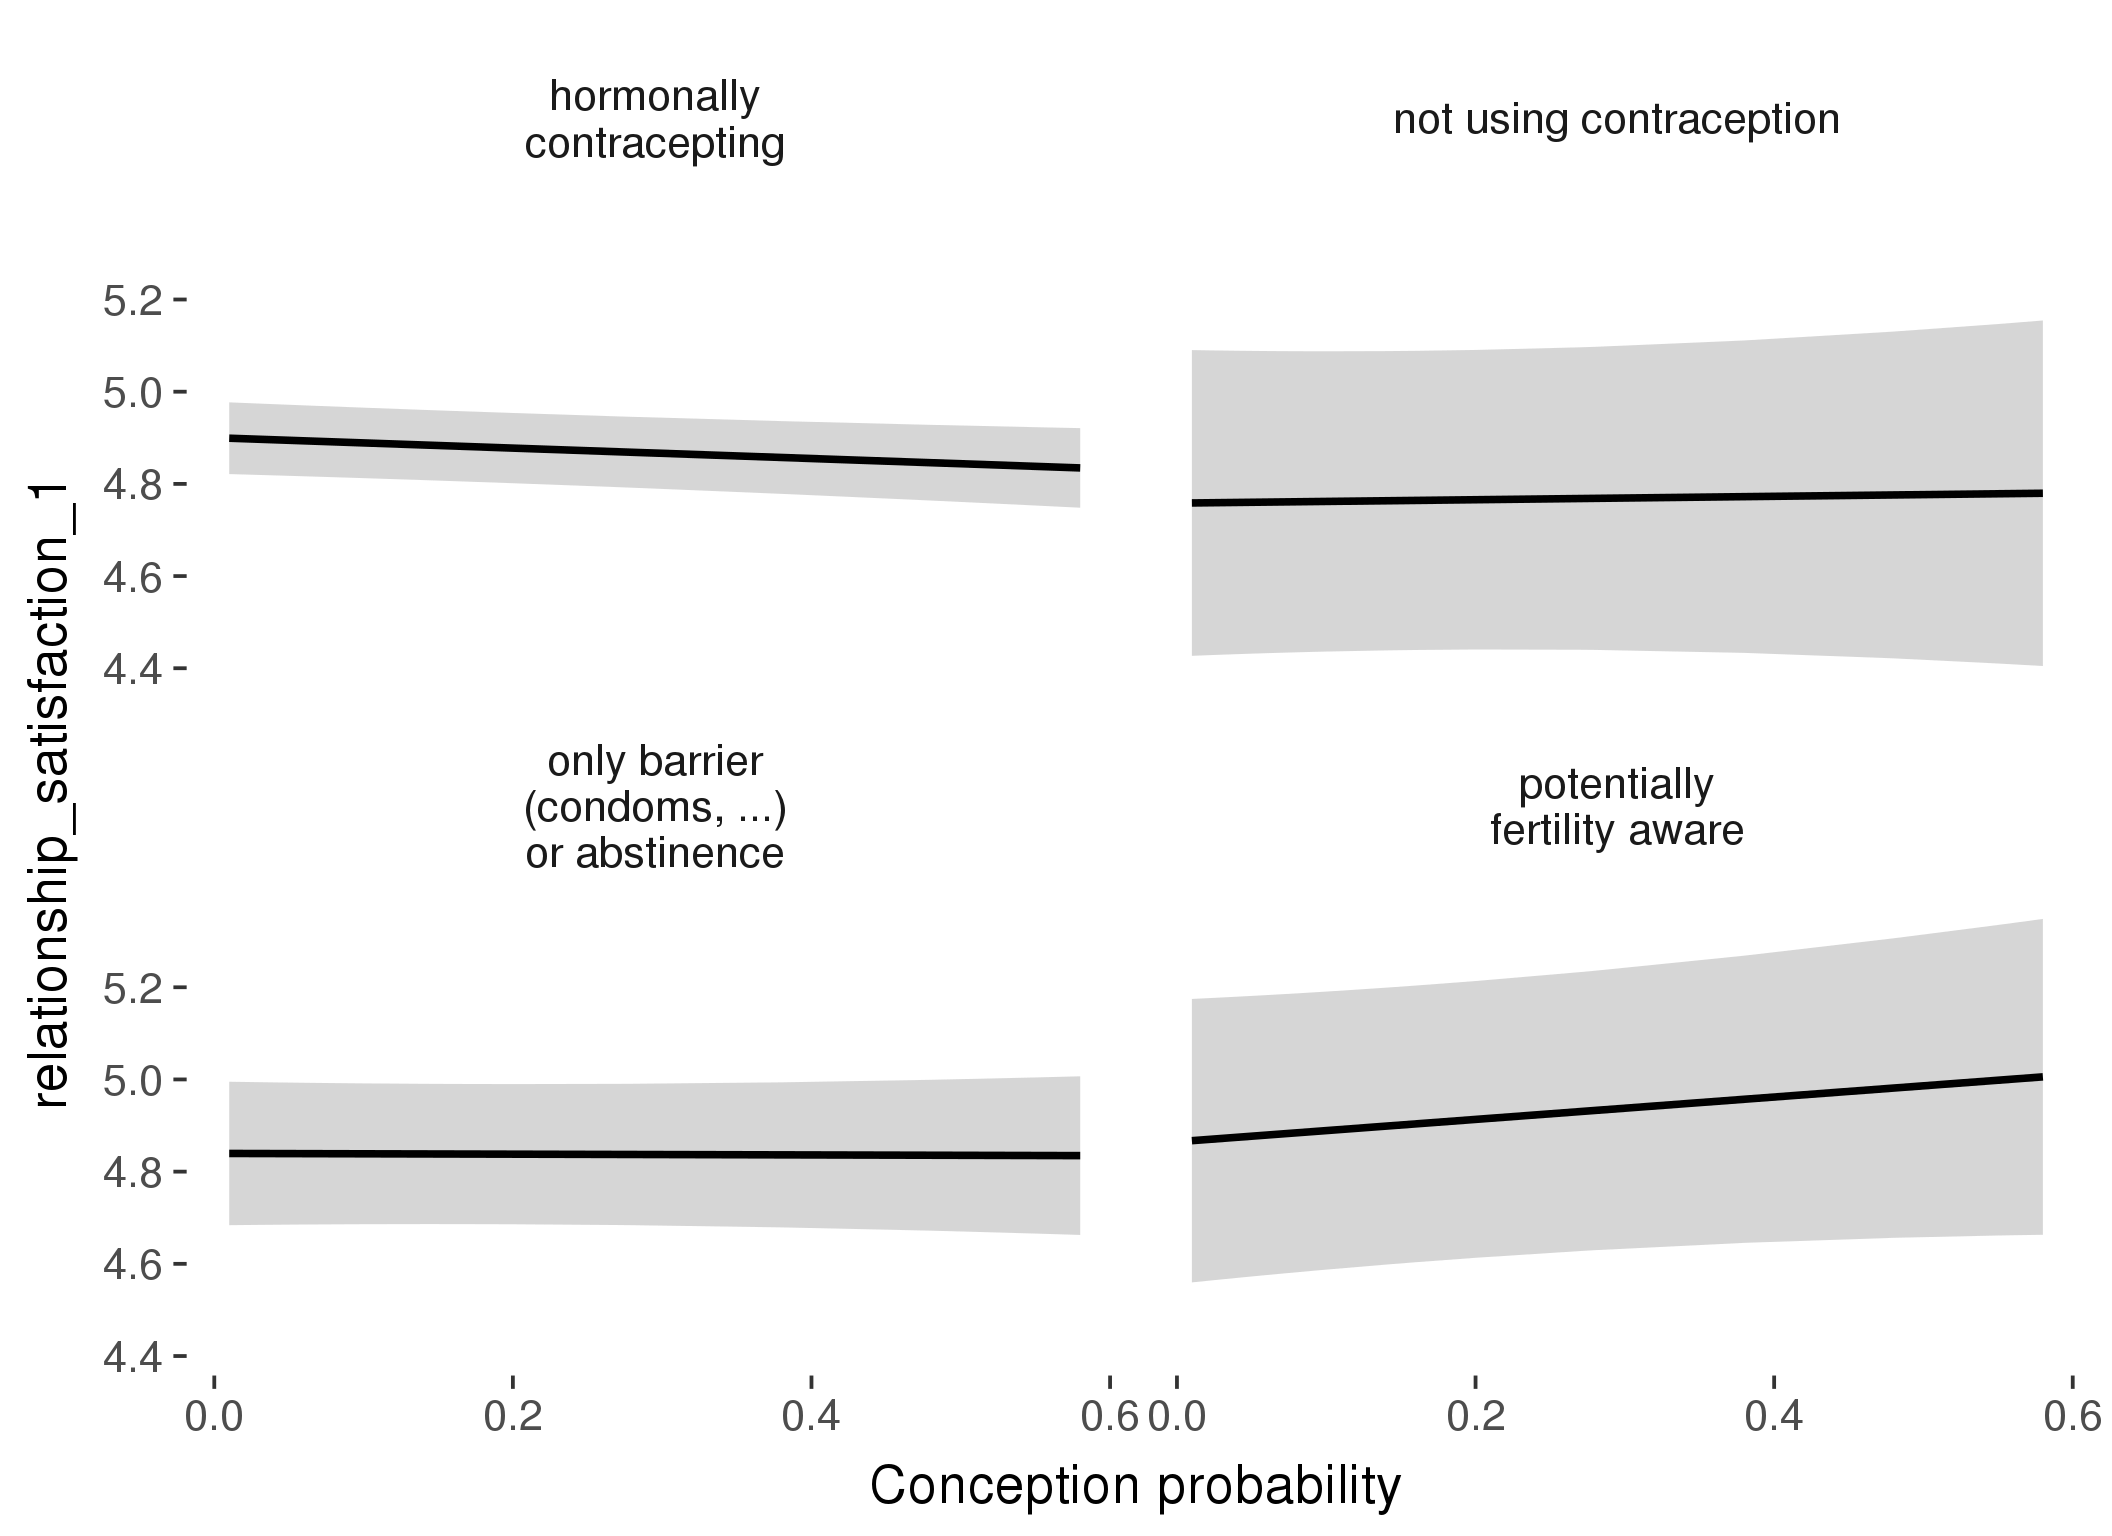 hormonally
contracepting
not using contraception
5.2
5.0
4.8
4.6
4.4
only barrier
(condoms, ...)
or abstinence
potentially
fertility aware
5.2
5.0
4.8
4.6
4.4
0.0 0.2 0.4 0.6 0.0 0.2 0.4 0.6
Conception probability
relationship_satisfaction_1